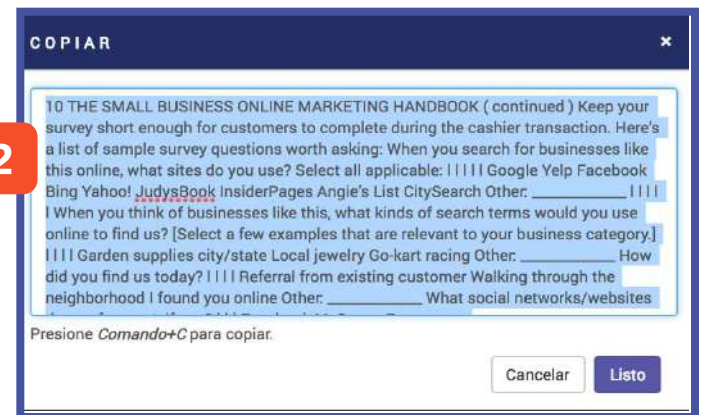 COPIAR ×
10 THE SMALL BUSINESS ONLINE MARKETING HANDBOOK ( continued ) Keep your
survey short enough for customers to complete during the cashier transaction. Here's
2
a list of sample survey questions worth asking: When you search for businesses like
this online, what sites do you use? Select all applicable: l l l l l Google Yelp Facebook
Bing Yahoo! JudysBook InsiderPages Angie's List CitySearch Other: ____________ l l l l
l When you think of businesses like this, what kinds of search terms would you use
online to find us? [Select a few examples that are relevant to your business category.]
l l l l Garden supplies city/state Local jewelry Go-kart racing Other: ____________ How
did you find us today? l l l l Referral from existing customer Walking through the
neighborhood I found you online Other: ____________ What social networks/websites
Presione Comando+C para copiar.
Cancelar Listo